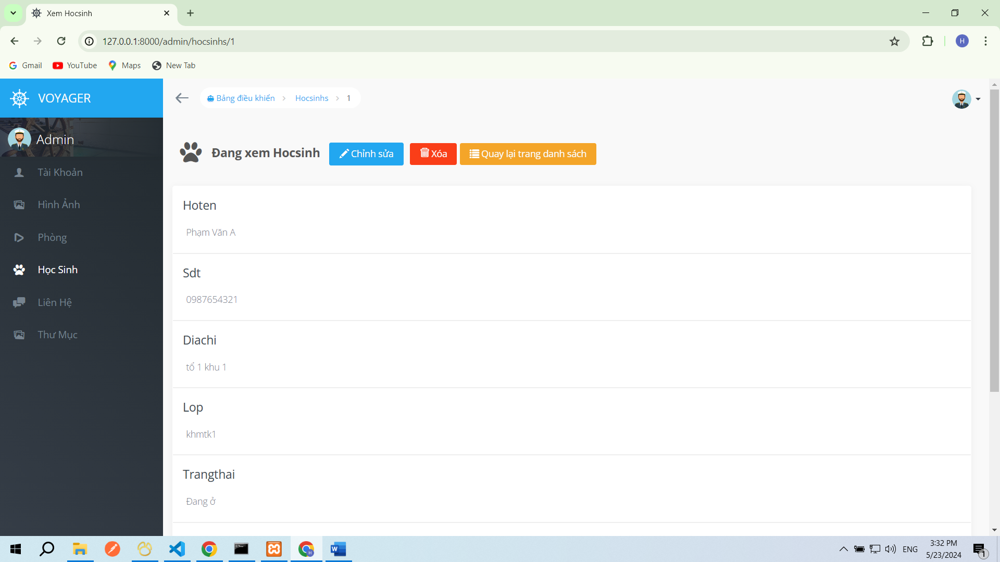 Xem Hocsinh
127.0.0.1:8000/admin/hocsinhs/1
H
Gmail
YouTube
Maps
New Tab
VOYAGER
Bảng điều khiển
Hocsinhs
1
Admin
Đang xem Hocsinh
Chỉnh sửa
Xóa
Quay lại trang danh sách
Tài Khoản
Hình Ảnh
Phòng
Học Sinh
Liên Hệ
Thư Mục
Hoten
Phạm Văn A
Sdt
0987654321
Diachi
tổ 1 khu 1
Lop
khmtk1
Trangthai
Đang ở
ENG
3:32 PM
5/23/2024
1